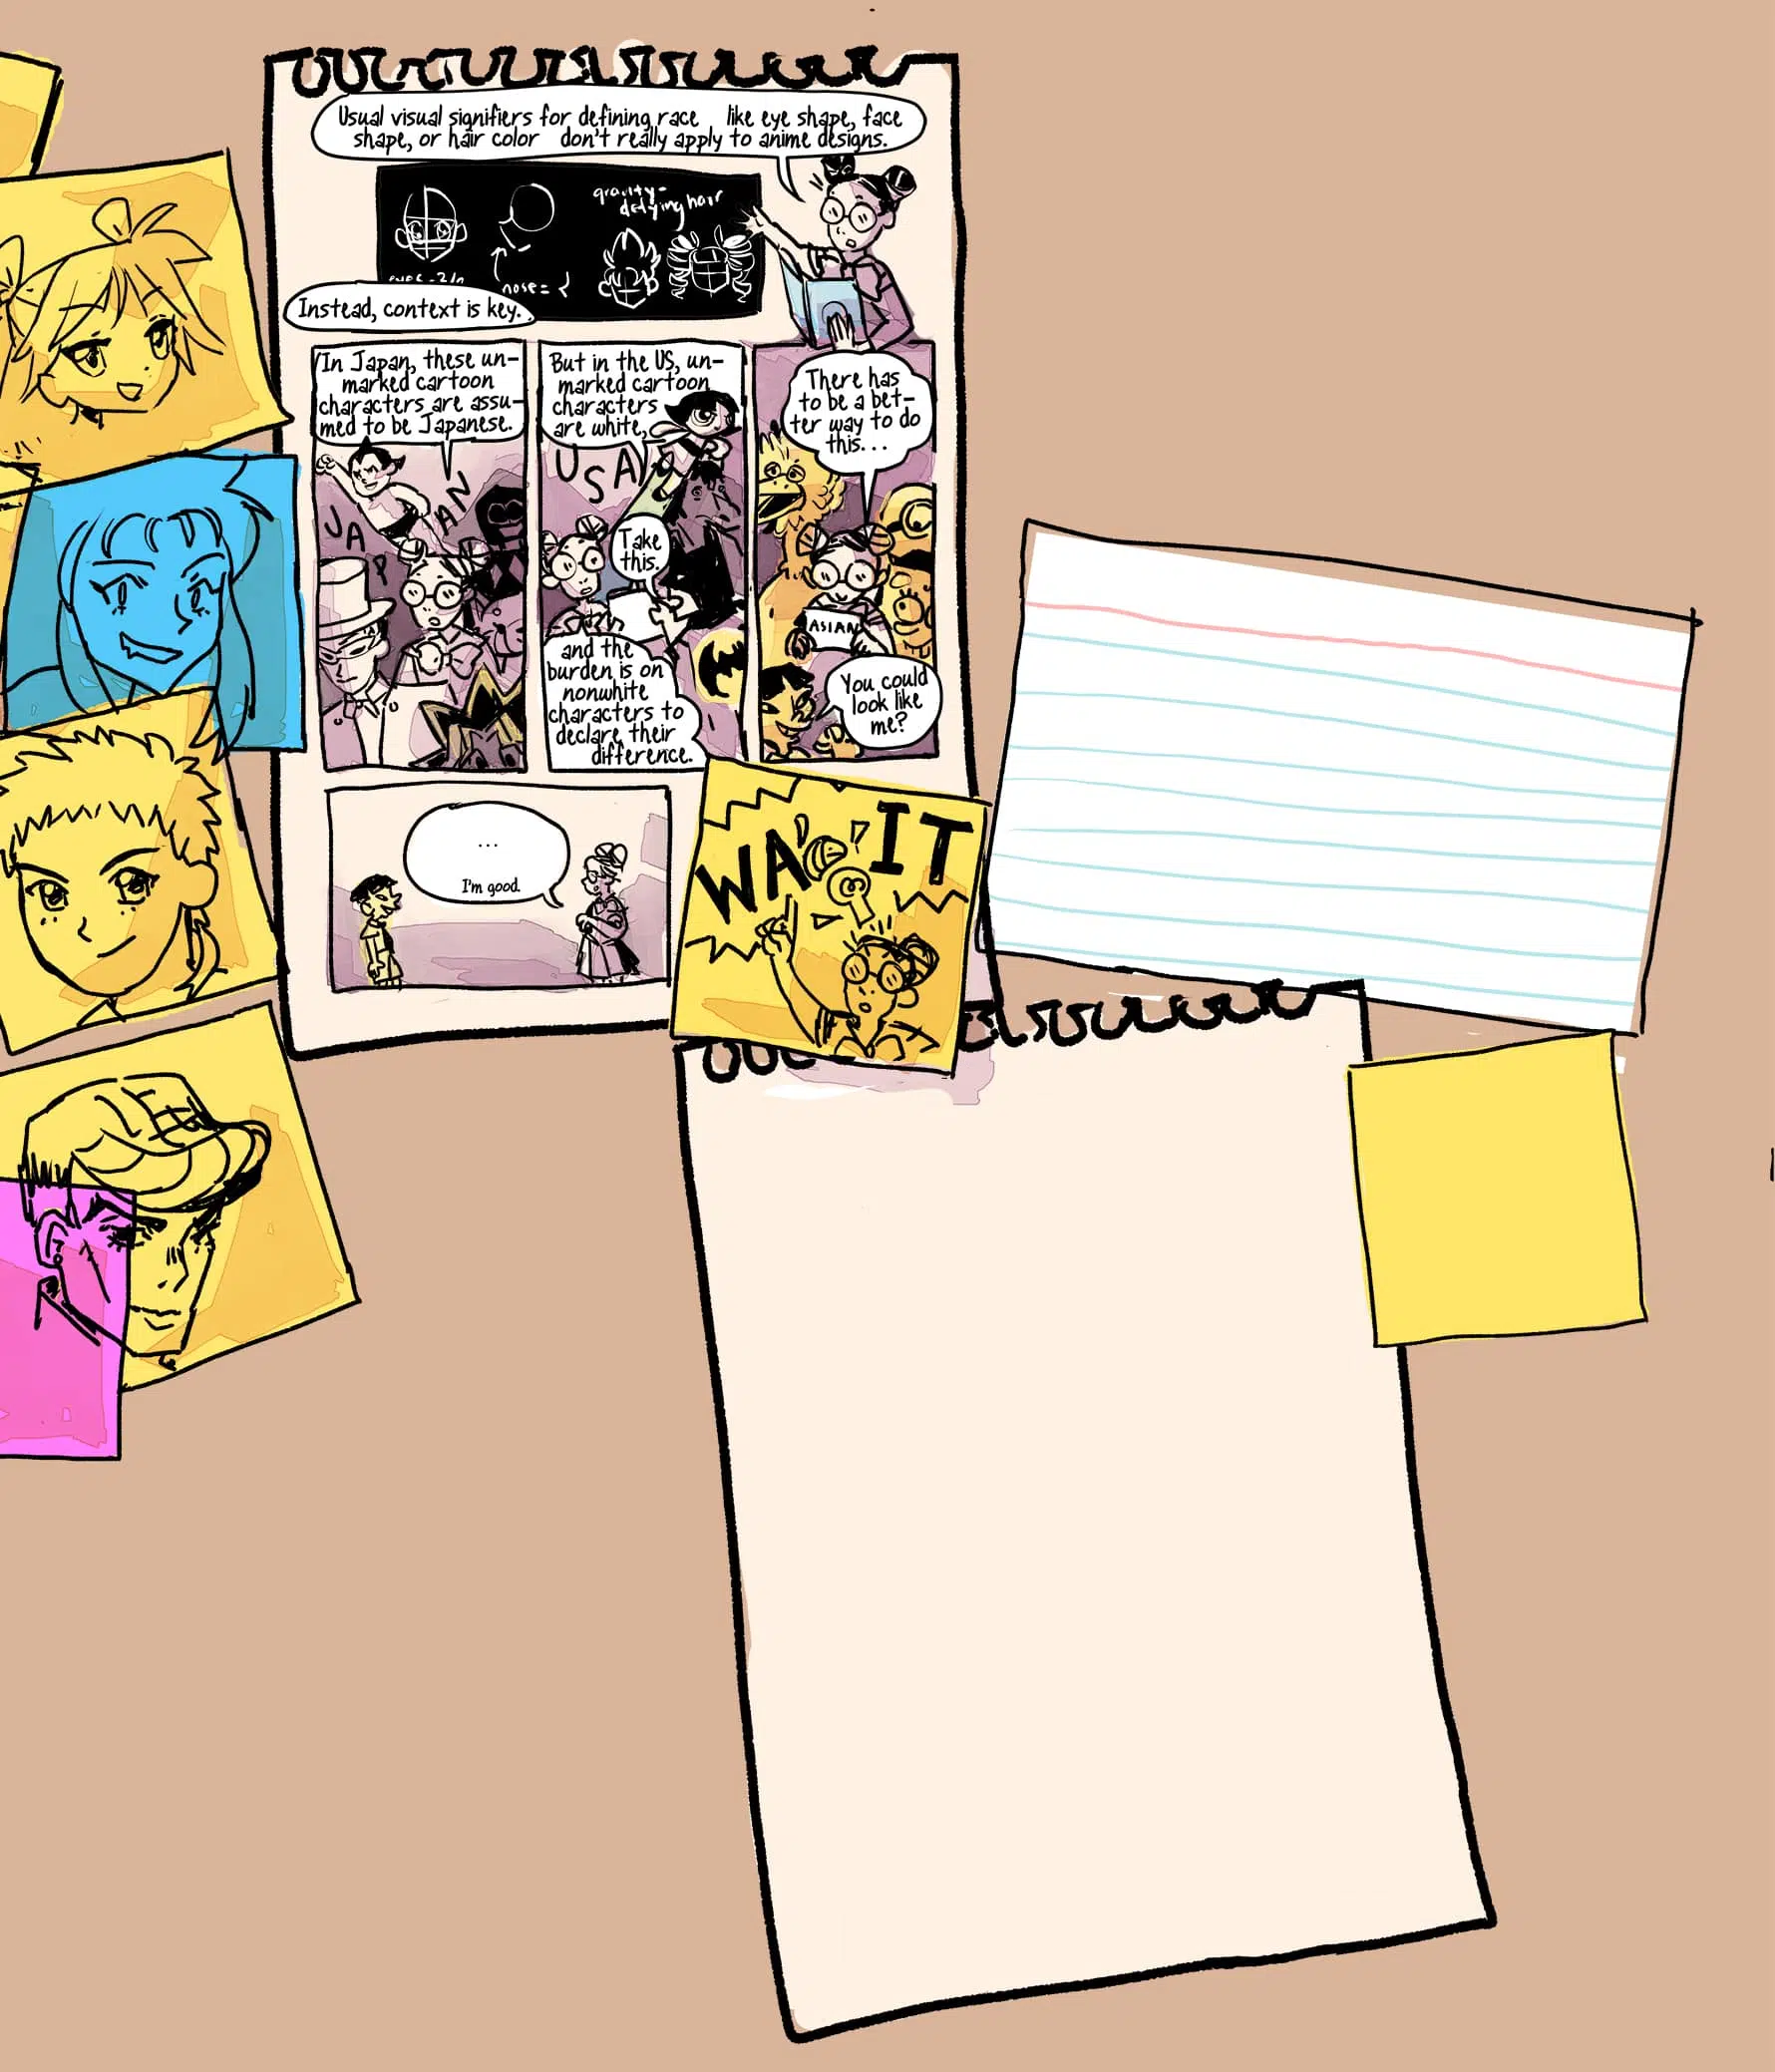 Usual visual signifiers for defining race like eye shape, face
shape, or hair color don't really apply to anime designs.
gravity-
defying hair
nose =
Instead, context is key.
In Japan, these un-
marked cartoon
characters are assu-
med to be Japanese.
JAPAN
But in the US, un-
marked cartoon
characters
are white,
USA
Take
this.
and the
burden is on
nonwhite
characters to
declare their
difference.
There has
to be a bet-
ter way to do
this...
ASIAN
You could
look like
me?
...
I'm good.
WAIT